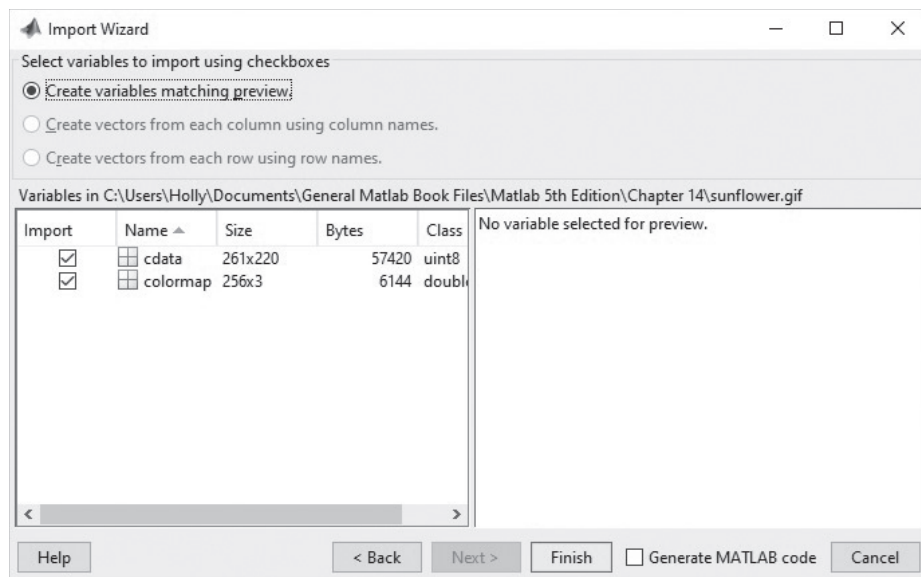 Import Wizard
Select variables to import using checkboxes
Create variables matching preview.
Create vectors from each column using column names.
Create vectors from each row using row names.
Variables in C:\Users\Holly\Documents\General Matlab Book Files\Matlab 5th Edition\Chapter 14\sunflower.gif
Import Name Size Bytes Class
cdata 261x220 57420 uint8
colormap 256x3 6144 double
No variable selected for preview.
Help < Back Next > Finish Generate MATLAB code Cancel